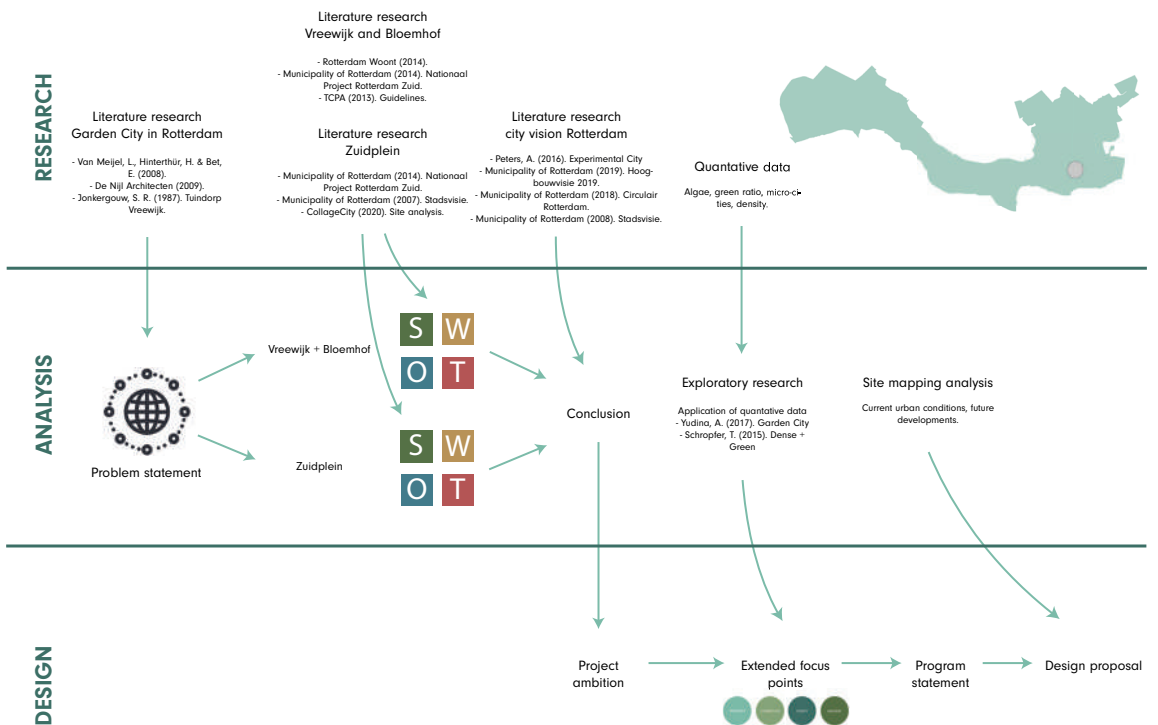 RESEARCH
Literature research
Garden City in Rotterdam
- Van Meijel, L., Hinterthür, H. & Bet,
E. (2008).
- De Nijl Architecten (2009).
- Jonkergouw, S. R. (1987). Tuindorp
Vreewijk.
Literature research
Vreewijk and Bloemhof
- Rotterdam Woont (2014).
- Municipality of Rotterdam (2014). Nationaal
Project Rotterdam Zuid.
- TCPA (2013). Guidelines.
Literature research
Zuidplein
- Municipality of Rotterdam (2014). Nationaal
Project Rotterdam Zuid.
- Municipality of Rotterdam (2007). Stadsvisie.
- CollageCity (2020). Site analysis.
Literature research
city vision Rotterdam
- Peters, A. (2016). Experimental City
- Municipality of Rotterdam (2019). Hoog-
bouwvisie 2019.
- Municipality of Rotterdam (2018). Circulair
Rotterdam.
- Municipality of Rotterdam (2008). Stadsvisie.
Quantative data
Algae, green ratio, micro-ci-
ties, density.
ANALYSIS
Problem statement
Vreewijk + Bloemhof
Zuidplein
S W
O T
S W
O T
Conclusion
Exploratory research
Application of quantative data
- Yudina, A. (2017). Garden City
- Schropfer, T. (2015). Dense +
Green
Site mapping analysis
Current urban conditions, future
developments.
DESIGN
Project
ambition
Extended focus
points
Program
statement
Design proposal